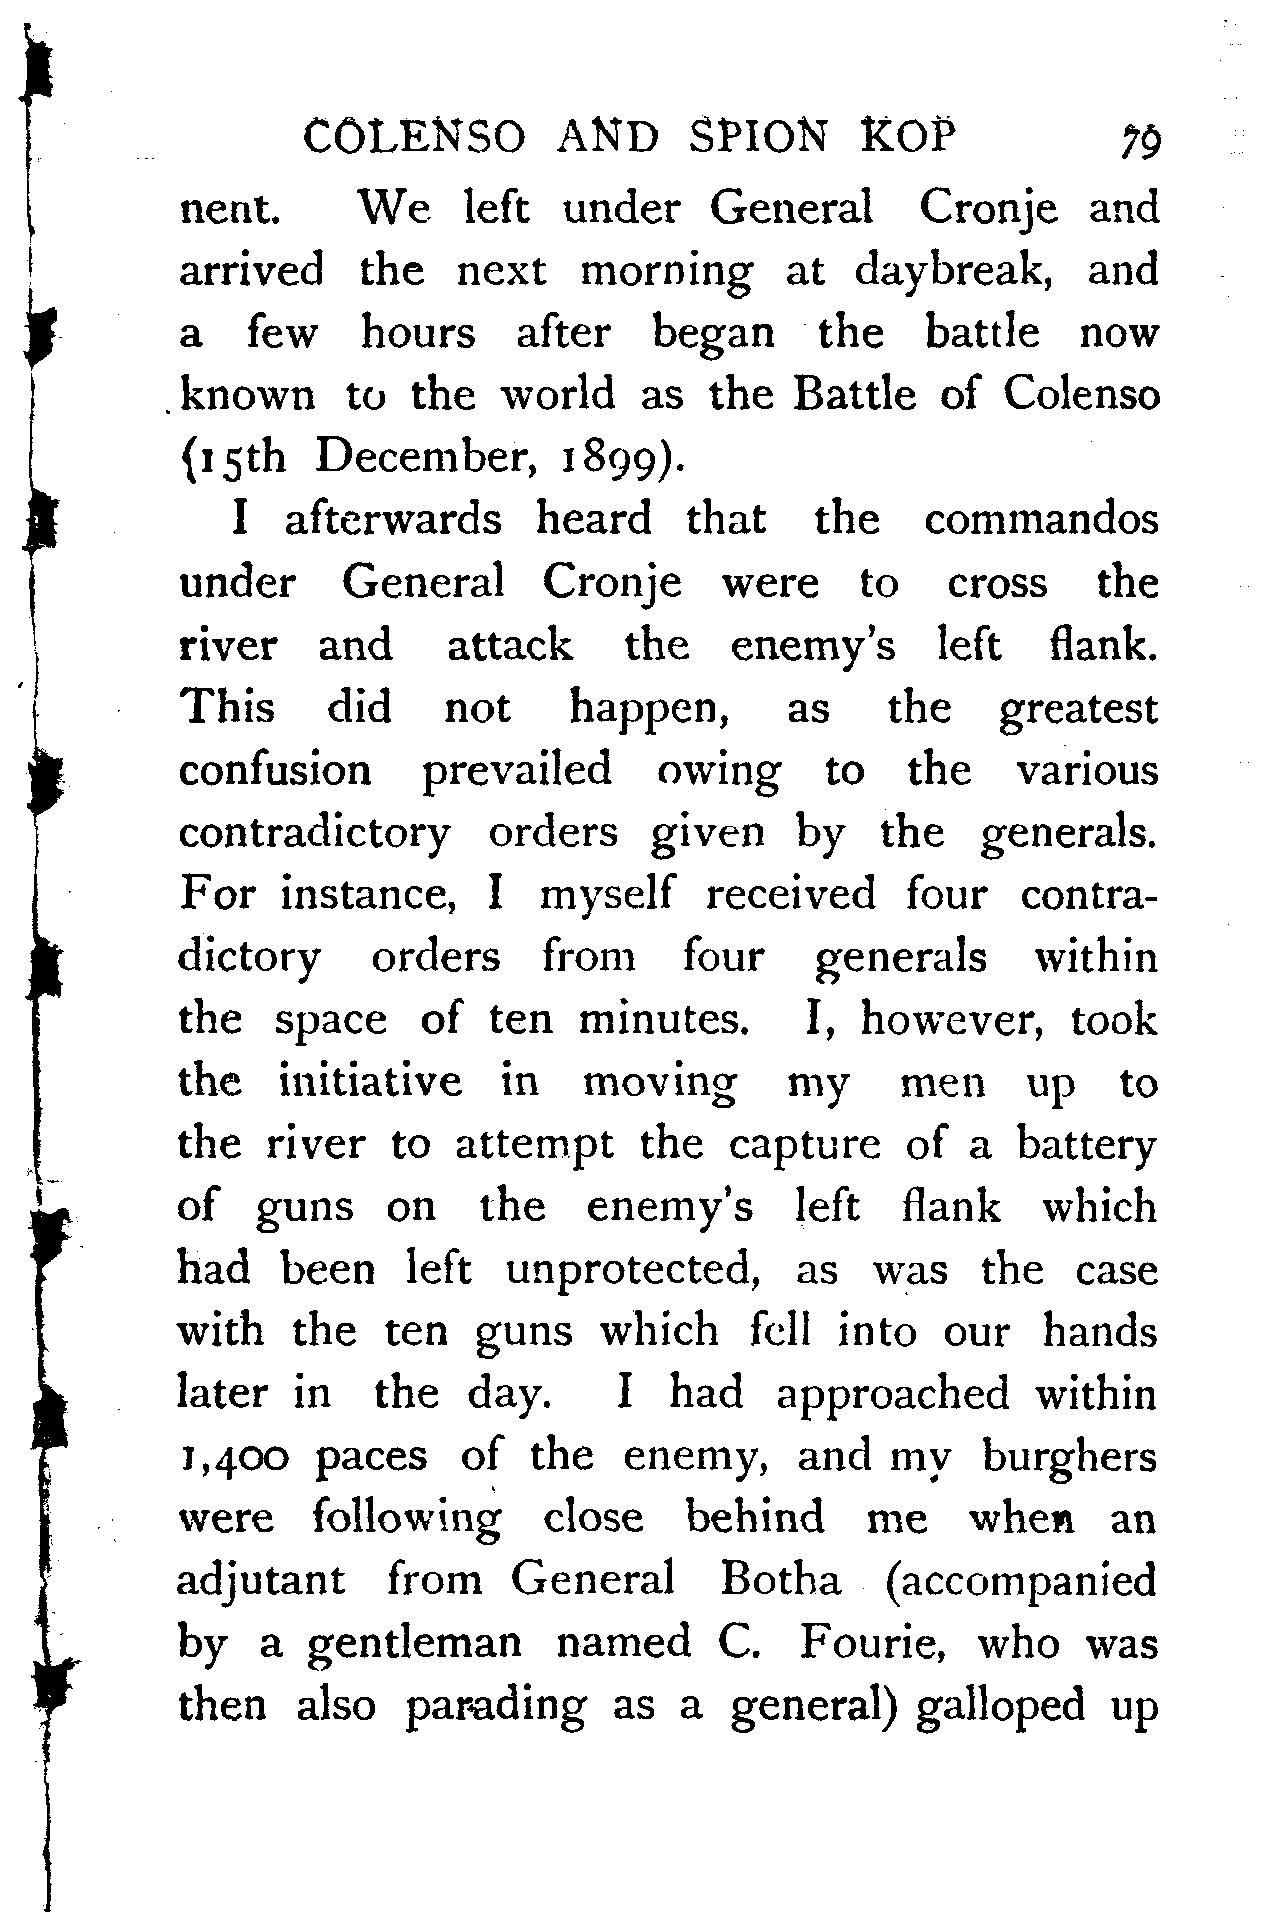 COLENSO AND SPION KOP 79
nent. We left under General Cronje and
arrived the next morning at daybreak, and
a few hours after began the battle now
known to the world as the Battle of Colenso
(15th December, 1899).
I afterwards heard that the commandos
under General Cronje were to cross the
river and attack the enemy's left flank.
This did not happen, as the greatest
confusion prevailed owing to the various
contradictory orders given by the generals.
For instance, I myself received four contra-
dictory orders from four generals within
the space of ten minutes. I, however, took
the initiative in moving my men up to
the river to attempt the capture of a battery
of guns on the enemy's left flank which
had been left unprotected, as was the case
with the ten guns which fell into our hands
later in the day. I had approached within
1,400 paces of the enemy, and my burghers
were following close behind me when an
adjutant from General Botha (accompanied
by a gentleman named C. Fourie, who was
then also parading as a general) galloped up